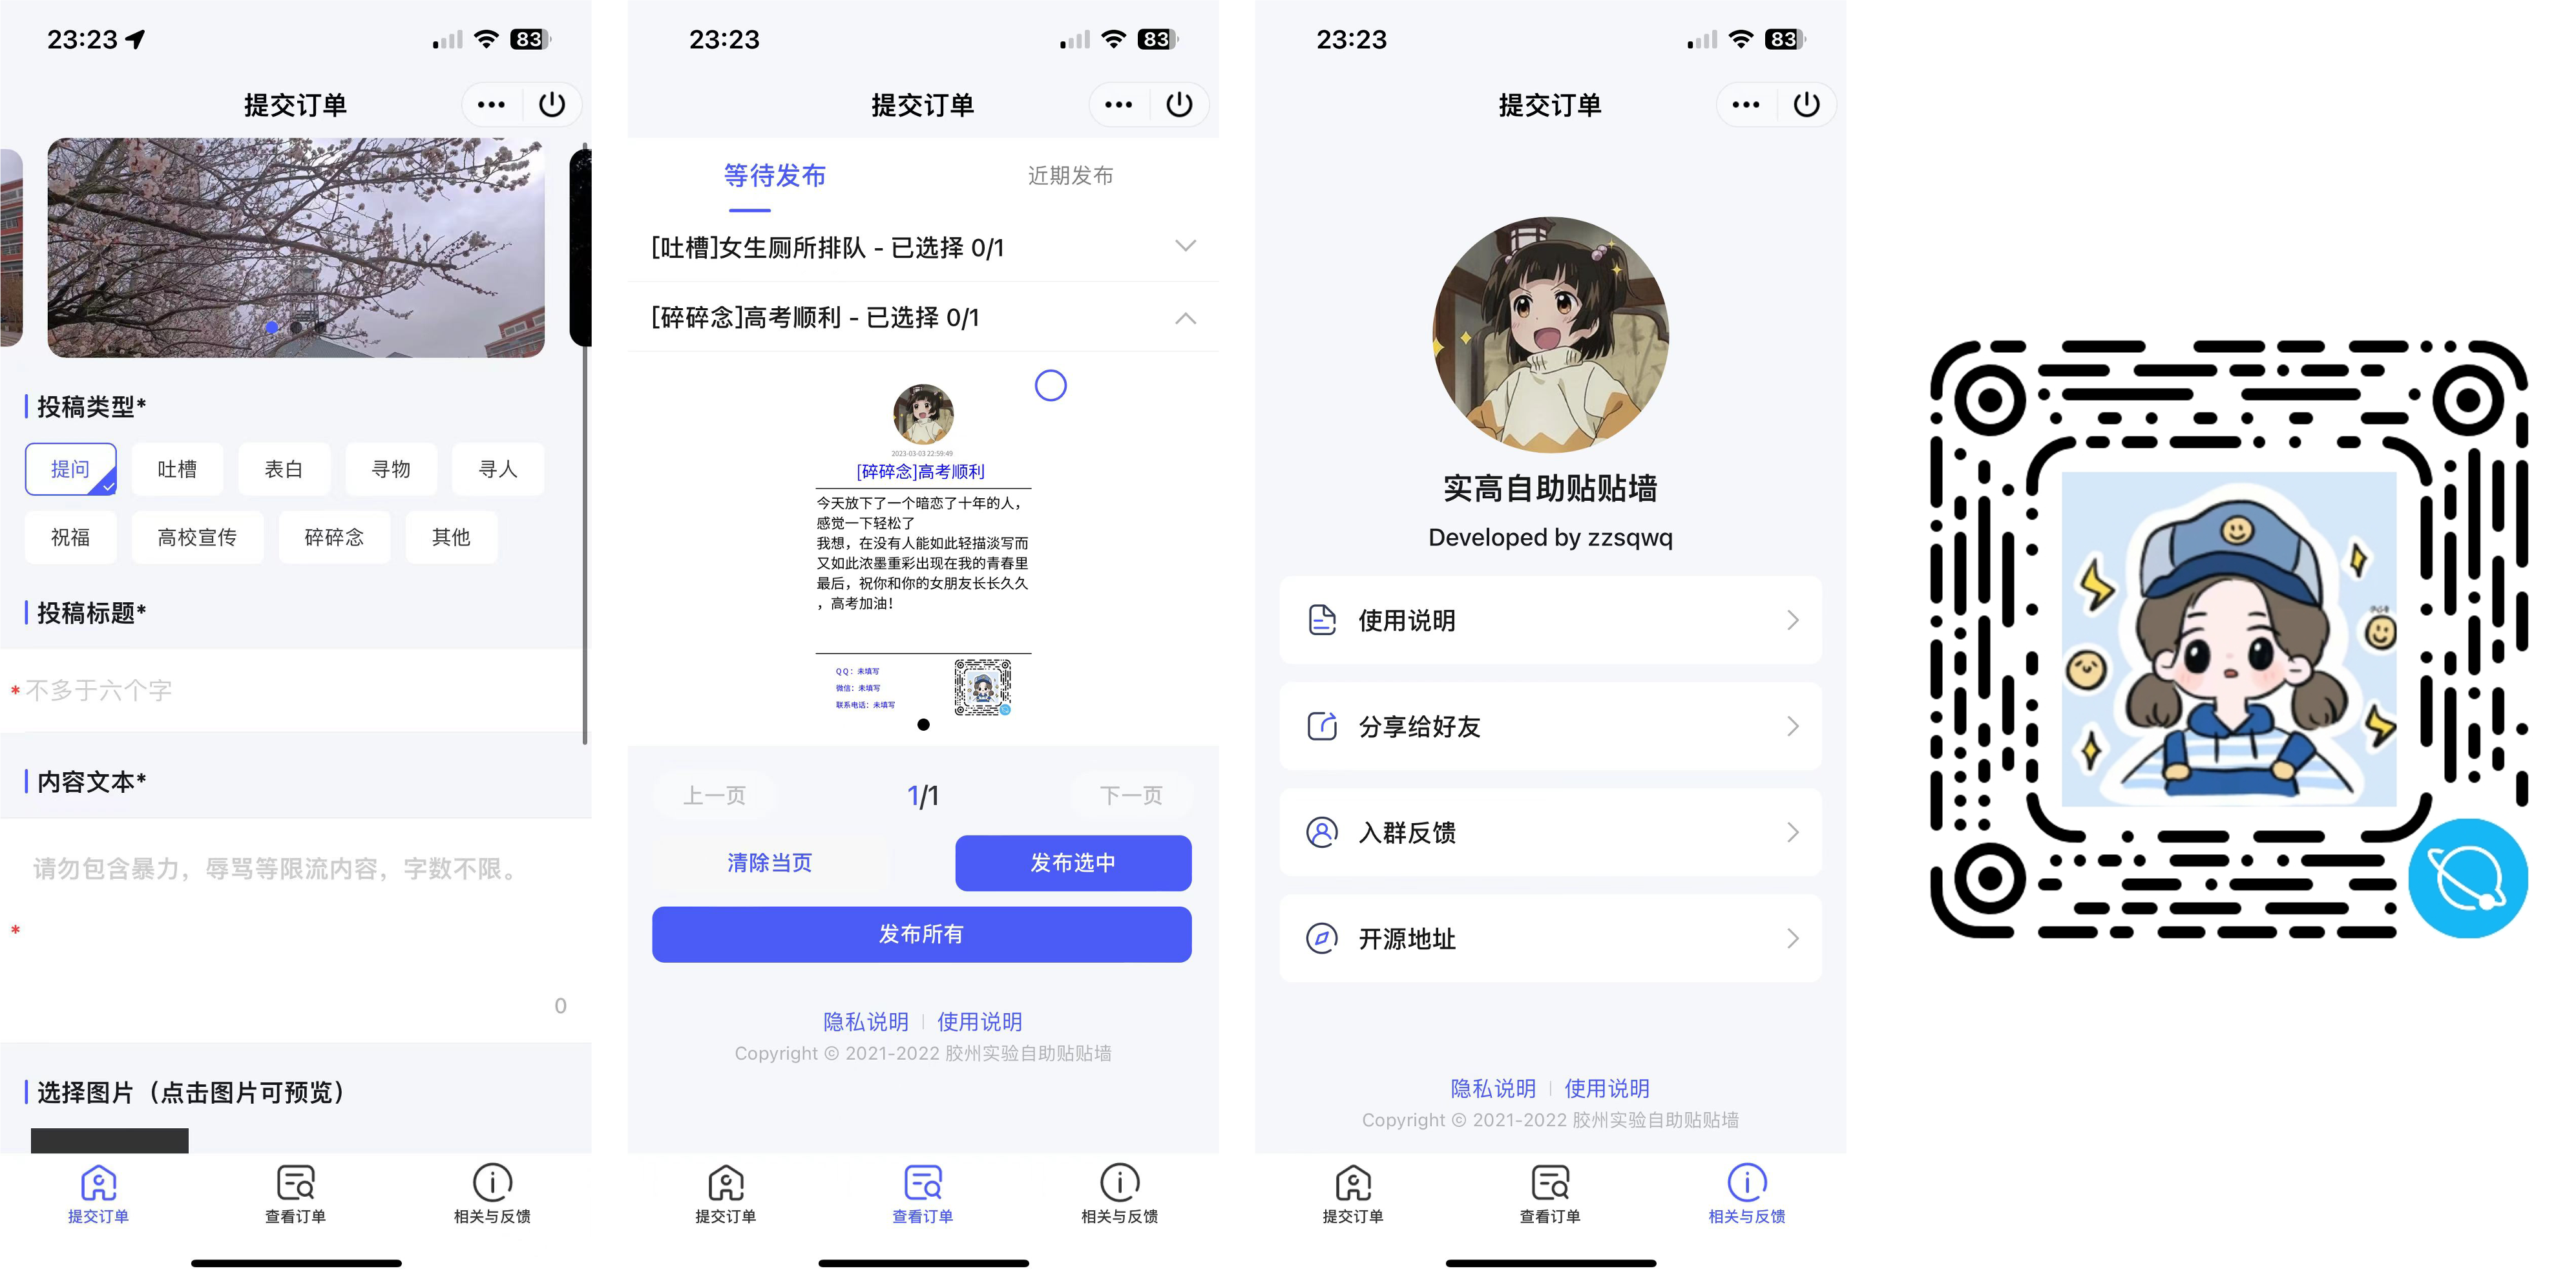 23:23
83
提交订单
投稿类型*
提问
吐槽
表白
寻物
寻人
祝福
高校宣传
碎碎念
其他
投稿标题*
* 不多于六个字
内容文本*
请勿包含暴力，辱骂等限流内容，字数不限。
*
0
选择图片（点击图片可预览）
提交订单
查看订单
相关与反馈
23:23
83
提交订单
等待发布
近期发布
[吐槽]女生厕所排队 - 已选择 0/1
[碎碎念]高考顺利 - 已选择 0/1
2023-03-03 22:59:49
[碎碎念]高考顺利
今天放下了一个暗恋了十年的人，
感觉一下轻松了
我想，在没有人能如此轻描淡写而
又如此浓墨重彩出现在我的青春里
最后，祝你和你的女朋友长长久久
，高考加油！
QQ：未填写
微信：未填写
联系电话：未填写
上一页
1/1
下一页
清除当页
发布选中
发布所有
隐私说明
使用说明
Copyright © 2021-2022 胶州实验自助贴贴墙
提交订单
查看订单
相关与反馈
23:23
83
提交订单
实高自助贴贴墙
Developed by zzsqwq
使用说明
分享给好友
入群反馈
开源地址
隐私说明
使用说明
Copyright © 2021-2022 胶州实验自助贴贴墙
提交订单
查看订单
相关与反馈